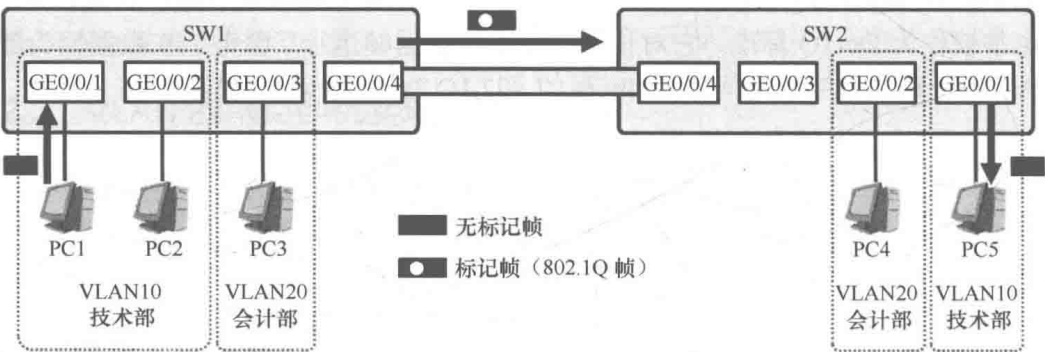 SW1
SW2
GE0/0/1
GE0/0/2
GE0/0/3
GE0/0/4
GE0/0/4
GE0/0/3
GE0/0/2
GE0/0/1
PC1
PC2
PC3
无标记帧
标记帧（802.1Q 帧）
PC4
PC5
VLAN10
技术部
VLAN20
会计部
VLAN20
会计部
VLAN10
技术部